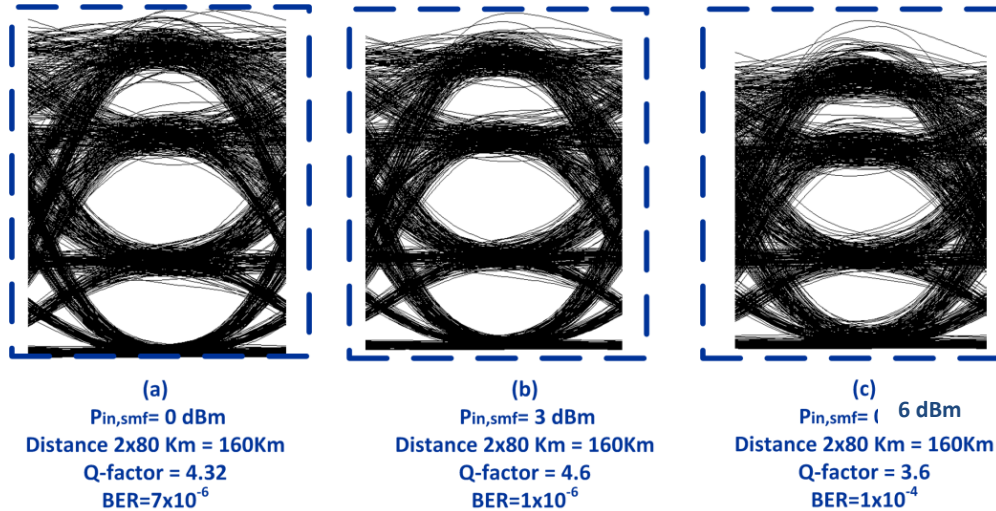 (a)
Pin,smf= 0 dBm
Distance 2x80 Km = 160Km
Q-factor = 4.32
BER=7x10⁻⁶
(b)
Pin,smf= 3 dBm
Distance 2x80 Km = 160Km
Q-factor = 4.6
BER=1x10⁻⁶
(c)
Pin,smf= 6 dBm
Distance 2x80 Km = 160Km
Q-factor = 3.6
BER=1x10⁻⁴